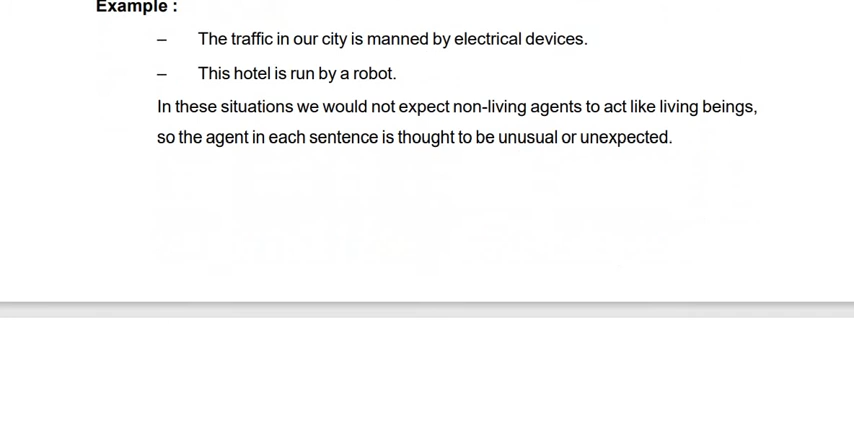 Example :
– The traffic in our city is manned by electrical devices.
– This hotel is run by a robot.
In these situations we would not expect non-living agents to act like living beings,
so the agent in each sentence is thought to be unusual or unexpected.